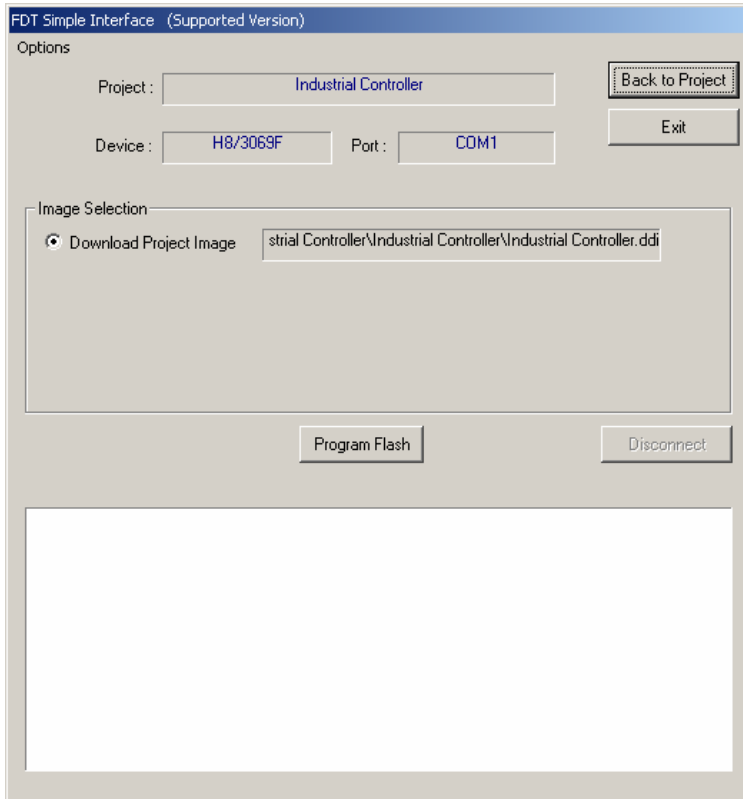 FDT Simple Interface (Supported Version)
Options
Project : Industrial Controller Back to Project
Exit
Device : H8/3069F Port : COM1
Image Selection
Download Project Image strial Controller\Industrial Controller\Industrial Controller.ddi
Program Flash Disconnect